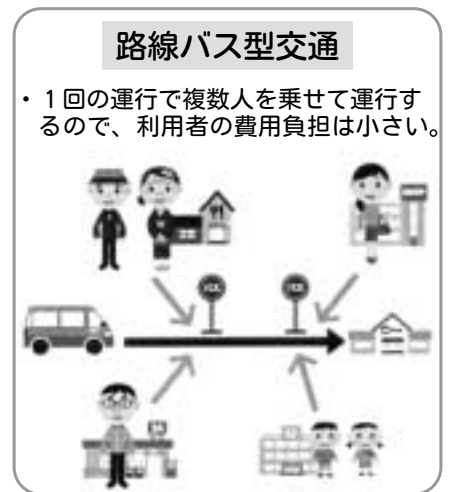 路線バス型交通
・１回の運行で複数人を乗せて運行す
るので、利用者の費用負担は小さい。